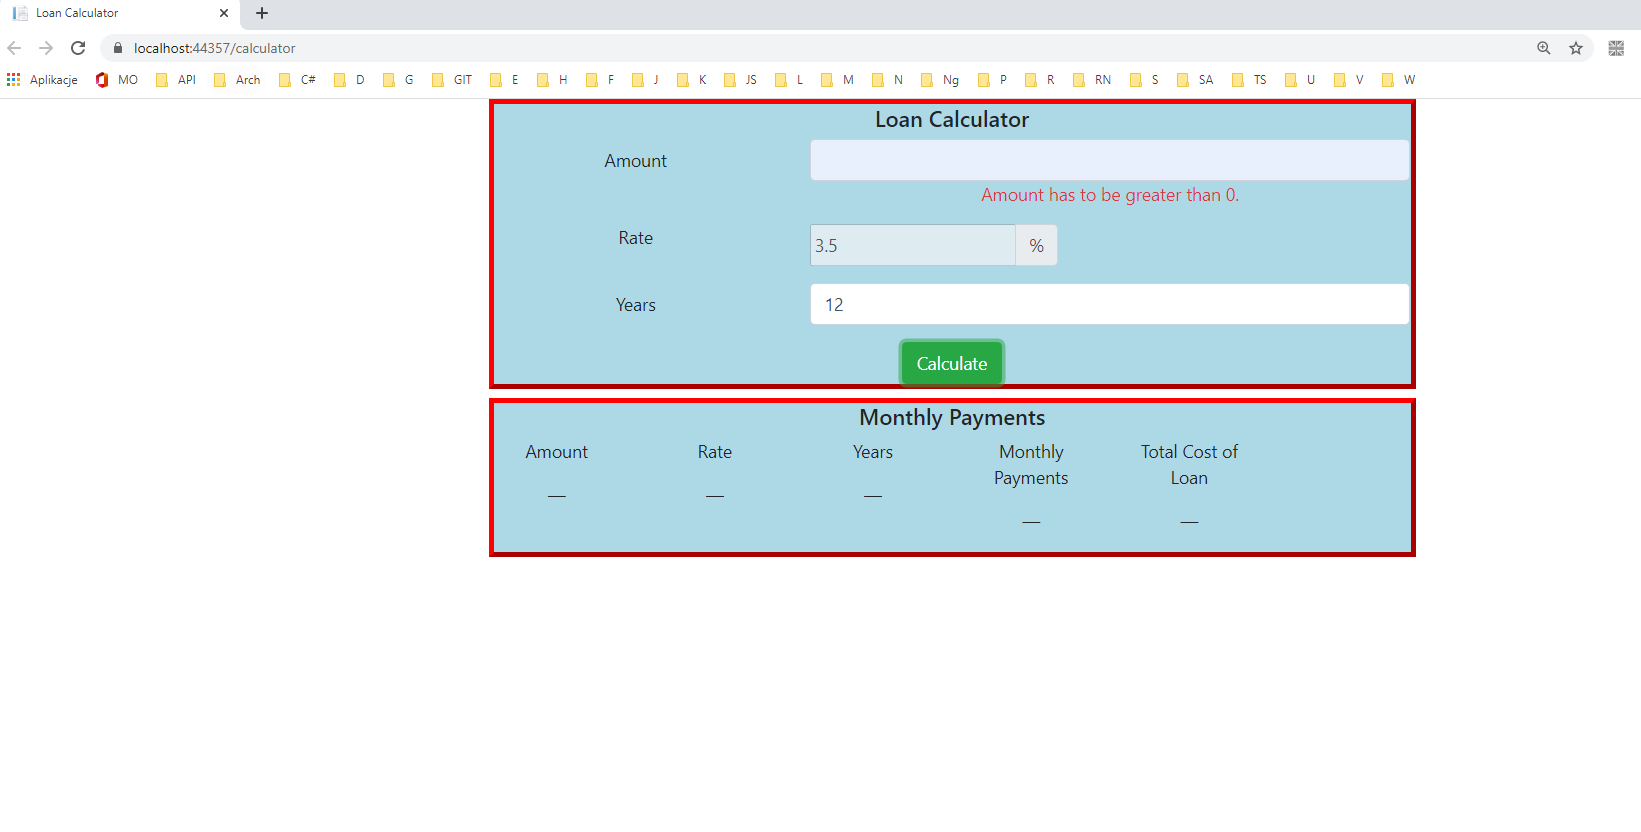 Loan Calculator
localhost:44357/calculator
Aplikacje MO API Arch C# D G GIT E H F J K JS L M N Ng P R RN S SA TS U V W
Loan Calculator
Amount
Amount has to be greater than 0.
Rate 3.5 %
Years 12
Calculate
Monthly Payments
Amount Rate Years Monthly Total Cost of
Payments Loan
— — —
— —